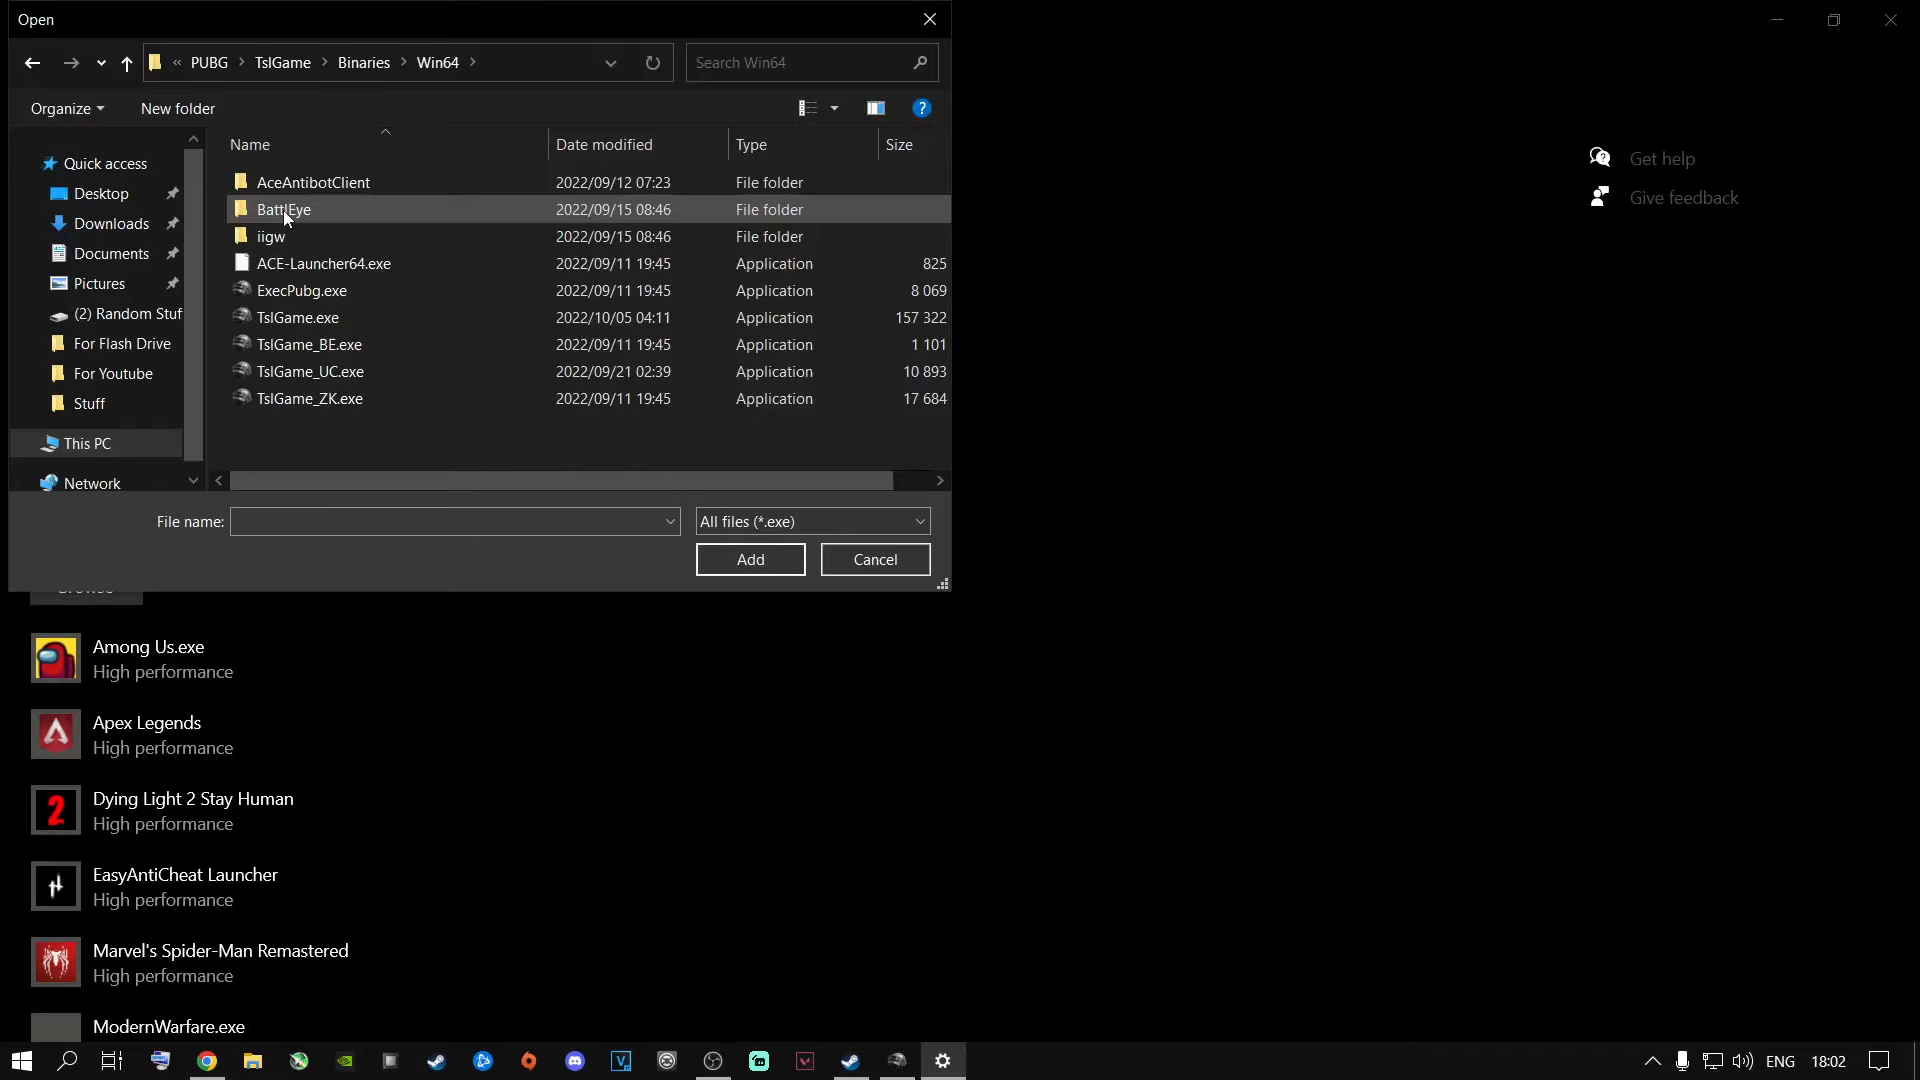 Open
« PUBG > TslGame > Binaries > Win64 >
Search Win64
Organize
New folder
Name
Date modified
Type
Size
AceAntibotClient 2022/09/12 07:23 File folder
BattlEye 2022/09/15 08:46 File folder
iigw 2022/09/15 08:46 File folder
ACE-Launcher64.exe 2022/09/11 19:45 Application 825
ExecPubg.exe 2022/09/11 19:45 Application 8 069
TslGame.exe 2022/10/05 04:11 Application 157 322
TslGame_BE.exe 2022/09/11 19:45 Application 1 101
TslGame_UC.exe 2022/09/21 02:39 Application 10 893
TslGame_ZK.exe 2022/09/11 19:45 Application 17 684
Quick access
Desktop
Downloads
Documents
Pictures
(2) Random Stuf
For Flash Drive
For Youtube
Stuff
This PC
Network
File name:
All files (*.exe)
Add
Cancel
Get help
Give feedback
Among Us.exe
High performance
Apex Legends
High performance
Dying Light 2 Stay Human
High performance
EasyAntiCheat Launcher
High performance
Marvel's Spider-Man Remastered
High performance
ModernWarfare.exe
ENG
18:02